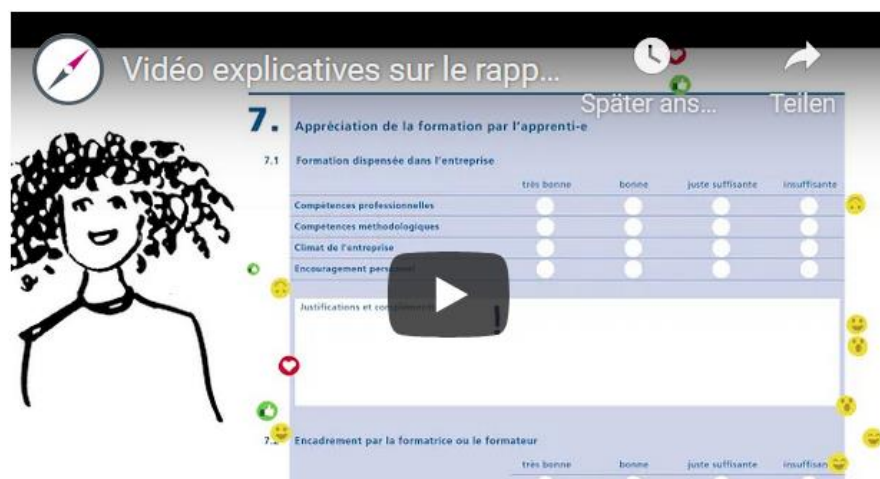 Vidéo explicatives sur le rapp...
Später ans...
Teilen
7. Appréciation de la formation par l'apprenti-e
7.1 Formation dispensée dans l'entreprise
très bonne bonne juste suffisante insuffisante
Compétences professionnelles
Compétences méthodologiques
Climat de l'entreprise
Encouragement
Justifications et
7.2 Encadrement par la formatrice ou le formateur
très bonne bonne juste suffisante